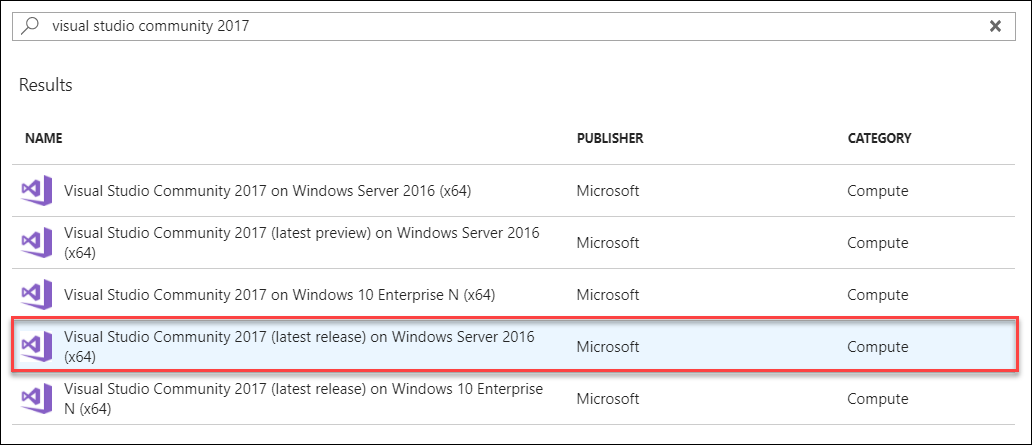 visual studio community 2017
Results
NAME PUBLISHER CATEGORY
Visual Studio Community 2017 on Windows Server 2016 (x64) Microsoft Compute
Visual Studio Community 2017 (latest preview) on Windows Server 2016
(x64) Microsoft Compute
Visual Studio Community 2017 on Windows 10 Enterprise N (x64) Microsoft Compute
Visual Studio Community 2017 (latest release) on Windows Server 2016
(x64) Microsoft Compute
Visual Studio Community 2017 (latest release) on Windows 10 Enterprise
N (x64) Microsoft Compute